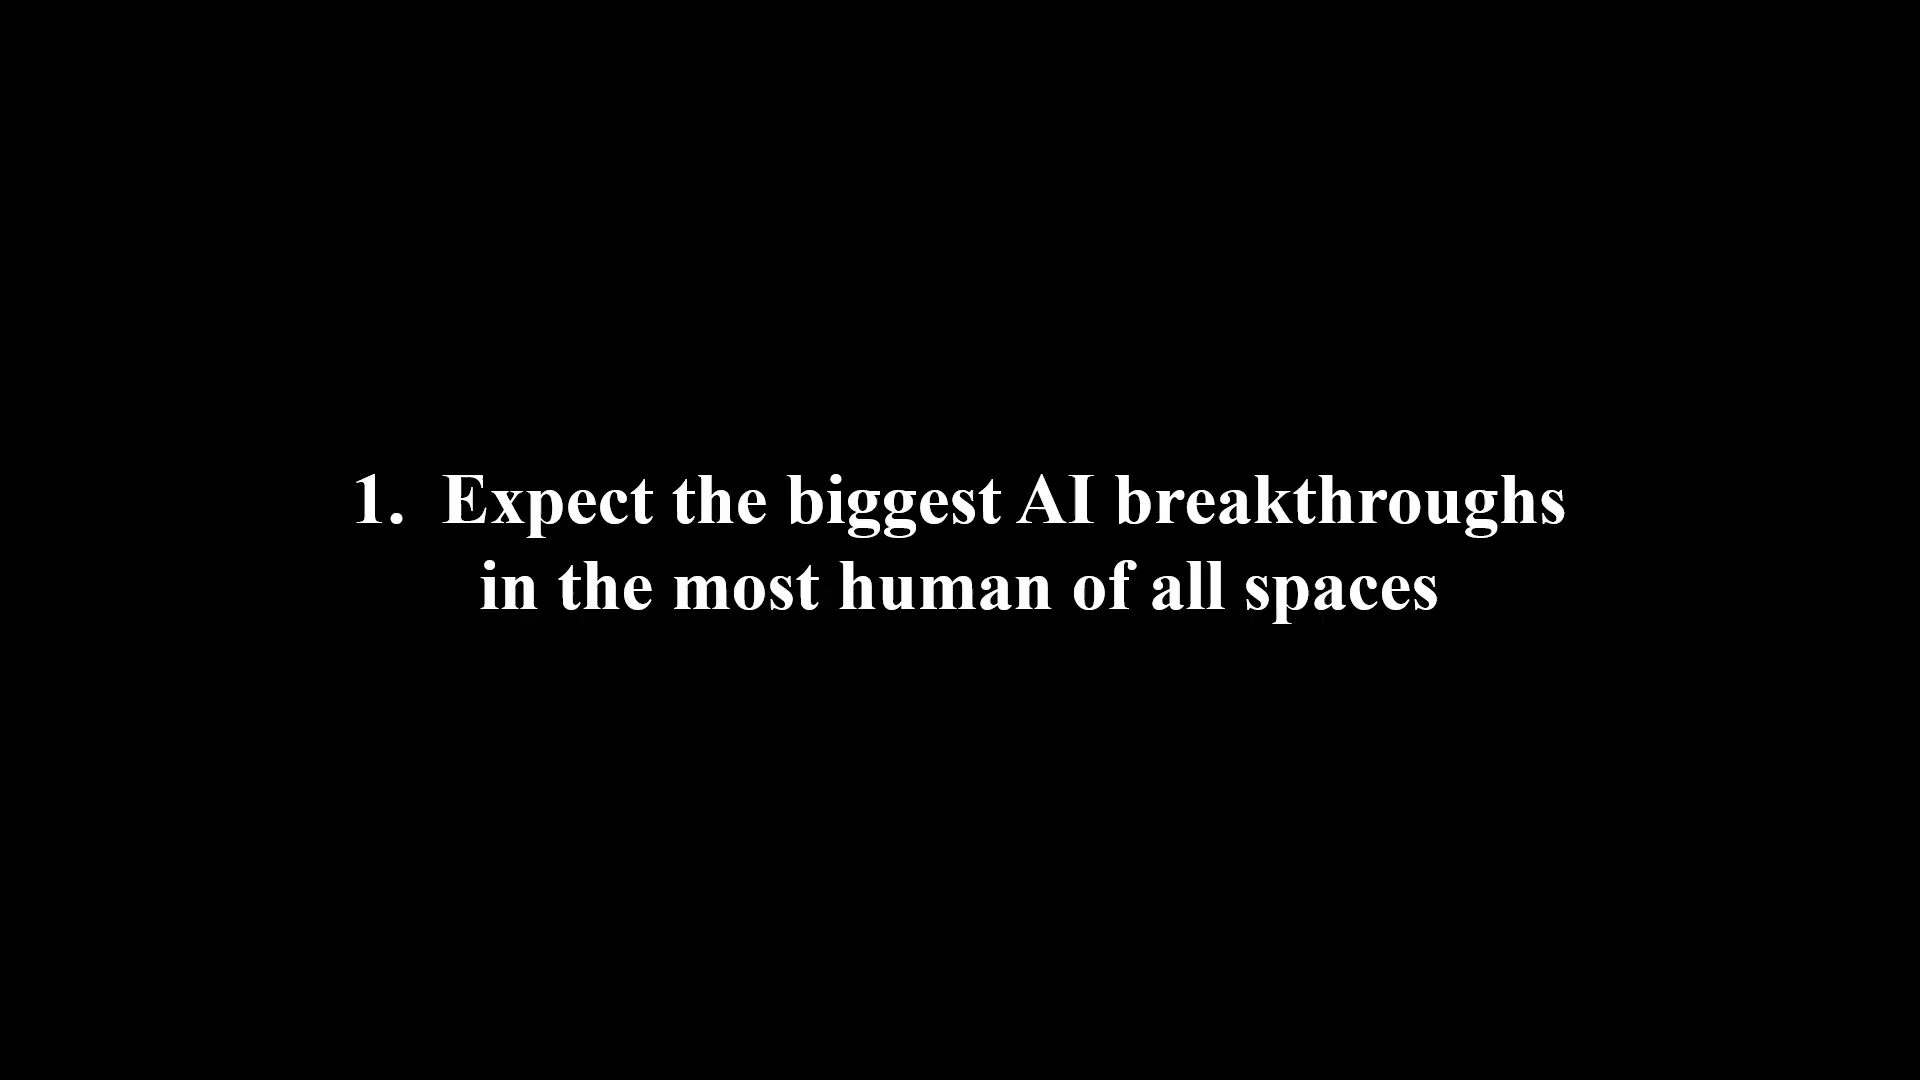 1. Expect the biggest AI breakthroughs
in the most human of all spaces